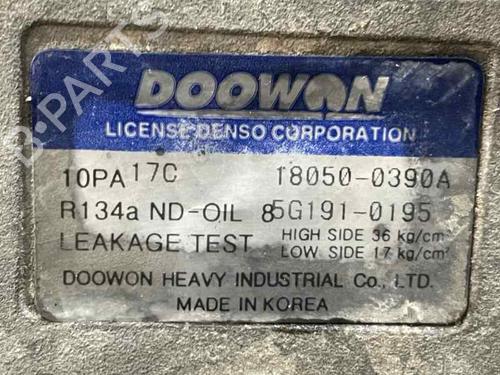 B-PARTS
DOOWON
LICENSE:DENSO CORPORATION
10PA17C 18050-0390A
R134a ND-OIL 8 5G191-0195
LEAKAGE TEST HIGH SIDE 36 kg/cm²
LOW SIDE 17 kg/cm²
DOOWON HEAVY INDUSTRIAL Co., LTD.
MADE IN KOREA